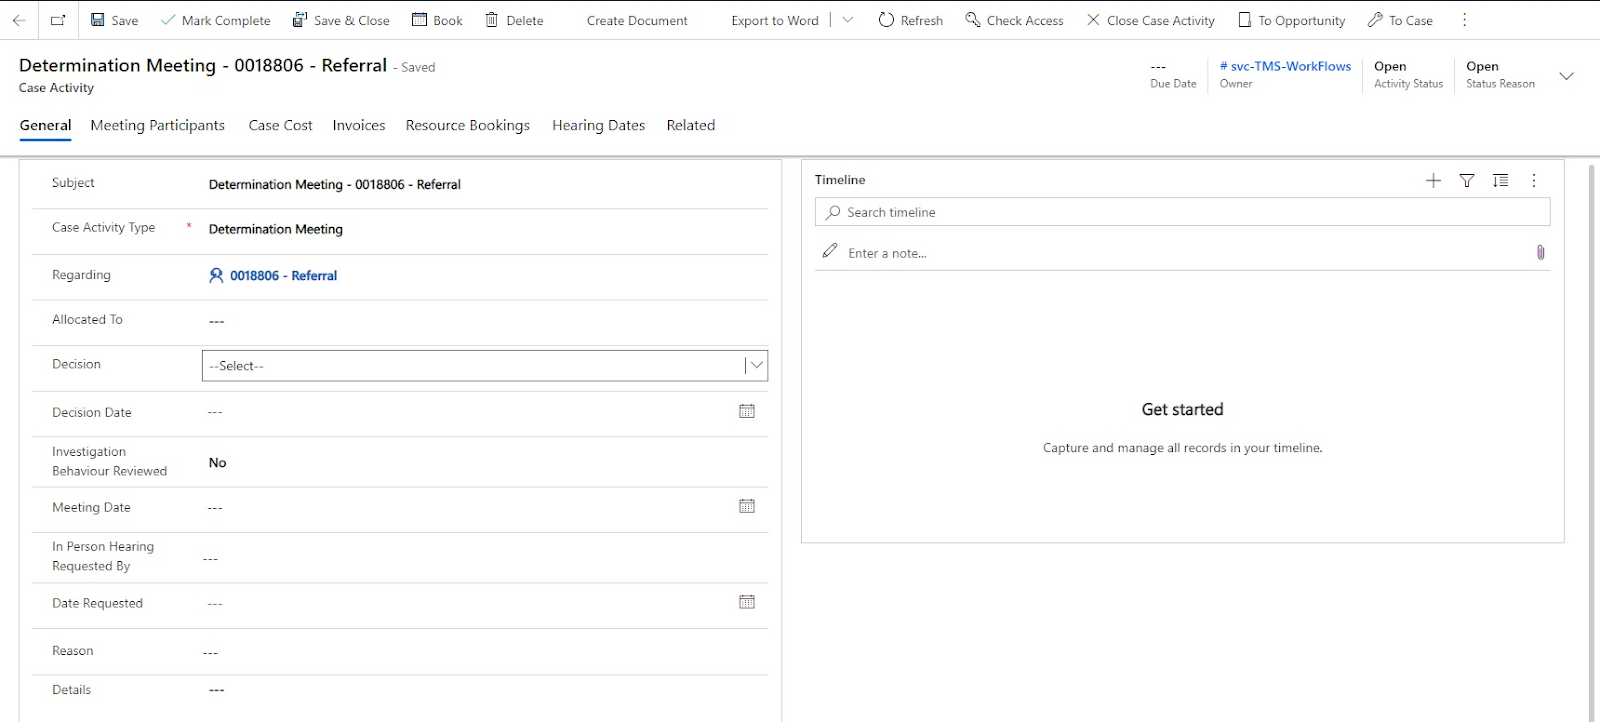 Save Mark Complete Save & Close Book Delete Create Document Export to Word Refresh Check Access Close Case Activity To Opportunity To Case
Determination Meeting - 0018806 - Referral - Saved
Case Activity
--- Due Date
# svc-TMS-WorkFlows Owner
Open Activity Status
Open Status Reason
General Meeting Participants Case Cost Invoices Resource Bookings Hearing Dates Related
Subject Determination Meeting - 0018806 - Referral
Case Activity Type * Determination Meeting
Regarding 0018806 - Referral
Allocated To ---
Decision --Select--
Decision Date ---
Investigation
Behaviour Reviewed No
Meeting Date ---
In Person Hearing
Requested By ---
Date Requested ---
Reason ---
Details ---
Timeline
Search timeline
Enter a note...
Get started
Capture and manage all records in your timeline.